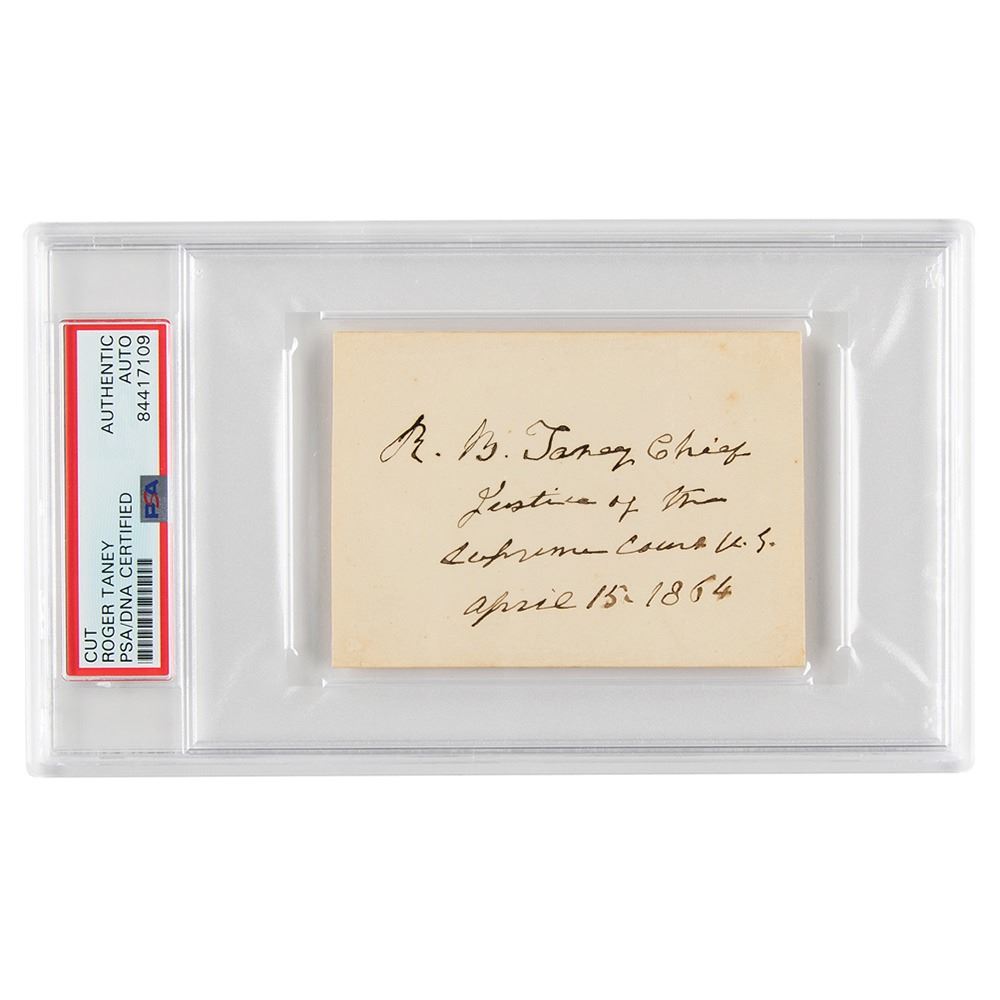 CUT
ROGER TANEY
PSA/DNA CERTIFIED
AUTHENTIC
AUTO
84417109
PSA
R. B. Taney Chief
Justice of the
Supreme Court U.S.
april 15. 1864